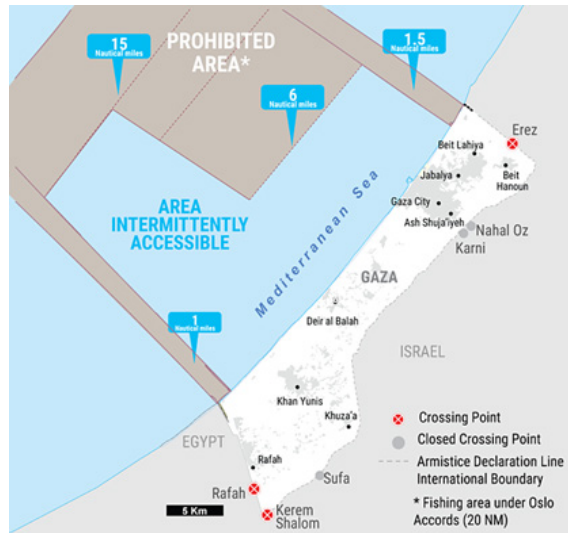 15
Nautical miles
PROHIBITED
AREA*
1.5
Nautical miles
6
Nautical miles
Erez
Beit Lahiya
Beit
Hanoun
Jabalya
Gaza City
Ash Shuja'iyeh
Nahal Oz
Karni
AREA
INTERMITTENTLY
ACCESSIBLE
Mediterranean Sea
GAZA
Deir al Balah
ISRAEL
1
Nautical miles
Khan Yunis
Khuza'a
EGYPT
Rafah
Sufa
Rafah
Kerem
Shalom
5 Km
Crossing Point
Closed Crossing Point
Armistice Declaration Line
International Boundary
* Fishing area under Oslo
Accords (20 NM)